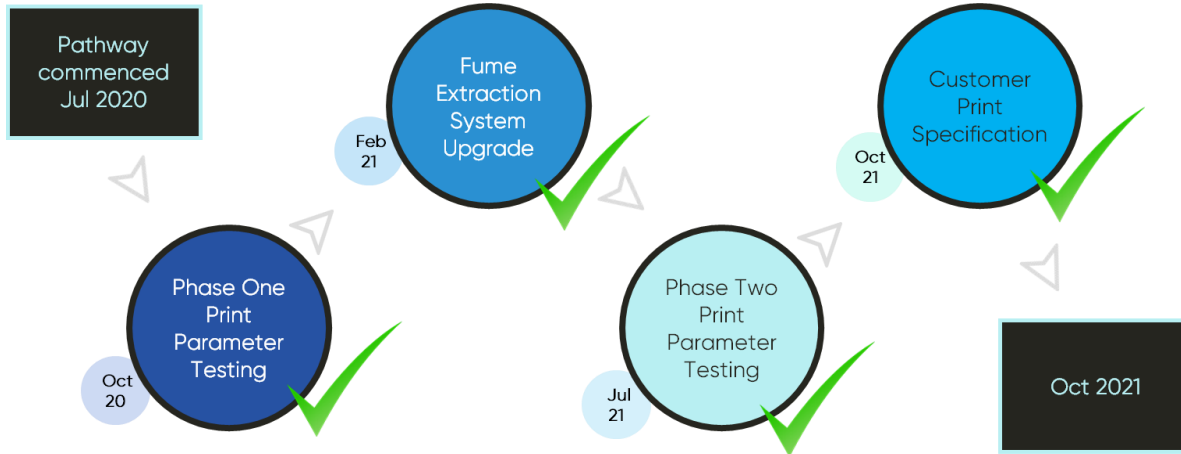 Pathway
commenced
Jul 2020
Oct
20
Phase One
Print
Parameter
Testing
Feb
21
Fume
Extraction
System
Upgrade
Jul
21
Phase Two
Print
Parameter
Testing
Oct
21
Customer
Print
Specification
Oct 2021